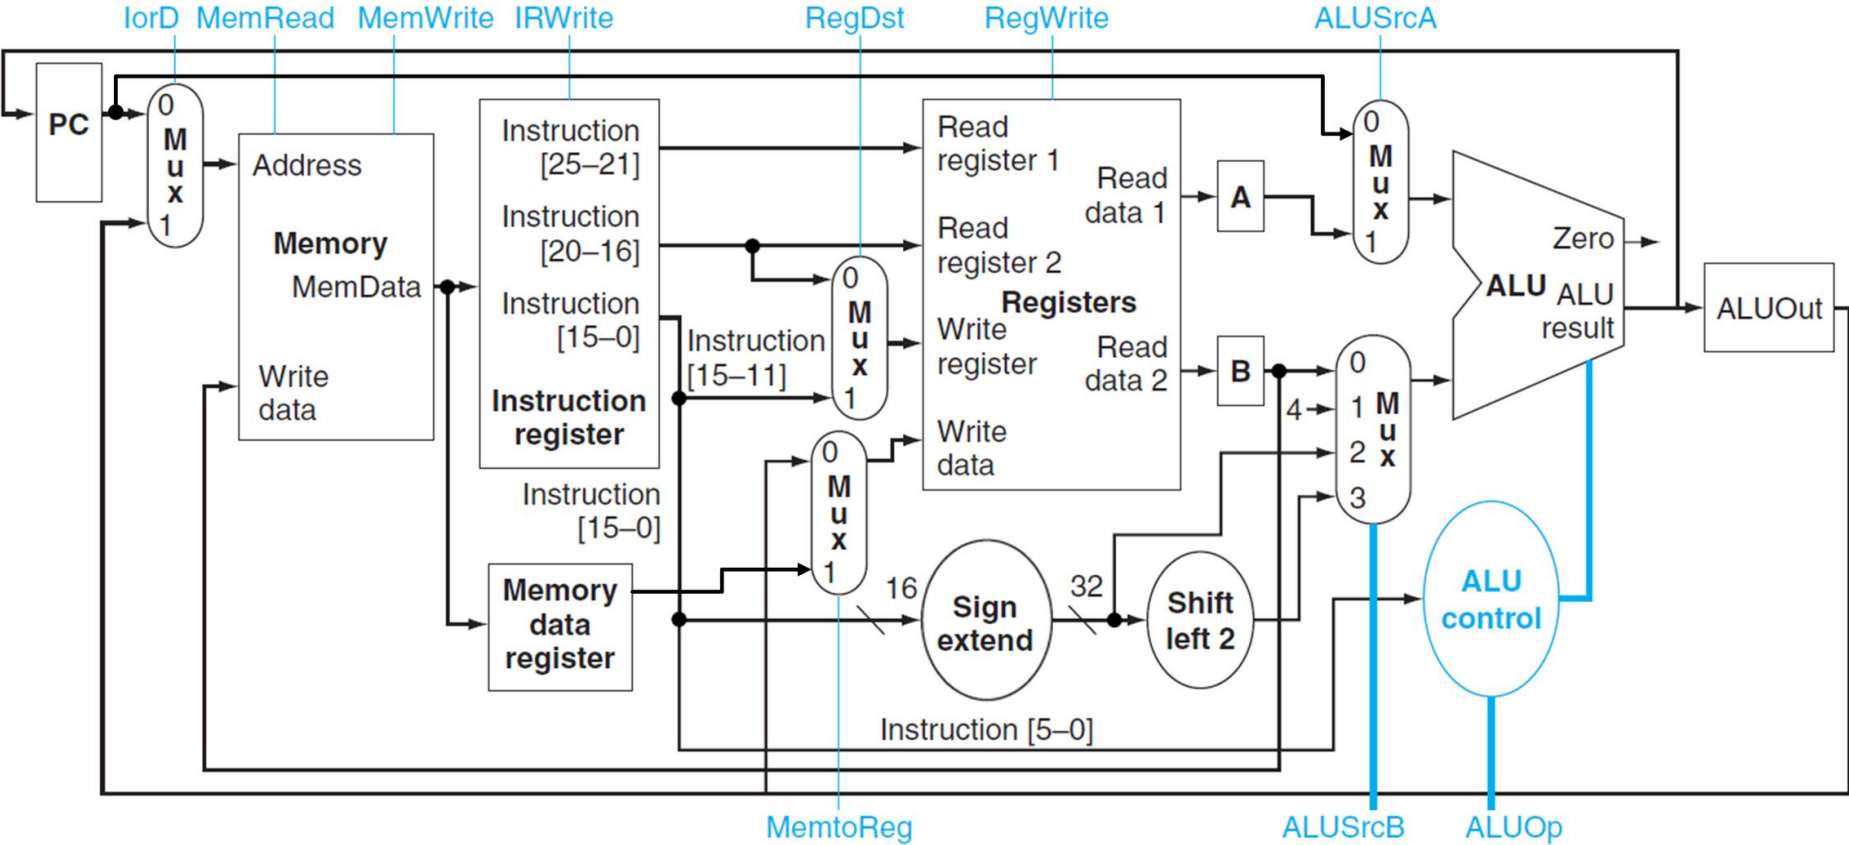 IorD MemRead MemWrite IRWrite RegDst RegWrite ALUSrcA
PC
0
M
u
x
1
Address
Memory
MemData
Write
data
Instruction
[25–21]
Instruction
[20–16]
Instruction
[15–0]
Instruction
register
Instruction
[15–0]
Memory
data
register
Instruction
[15–11]
0
M
u
x
1
0
M
u
x
1
Read
register 1
Read
register 2
Registers
Write
register
Write
data
Read
data 1
Read
data 2
16
Sign
extend
32
Shift
left 2
Instruction [5–0]
A
B
4
0
M
u
x
1
0
1 M
u
2 x
3
Zero
ALU ALU
result
ALUOut
ALU
control
MemtoReg ALUSrcB ALUOp